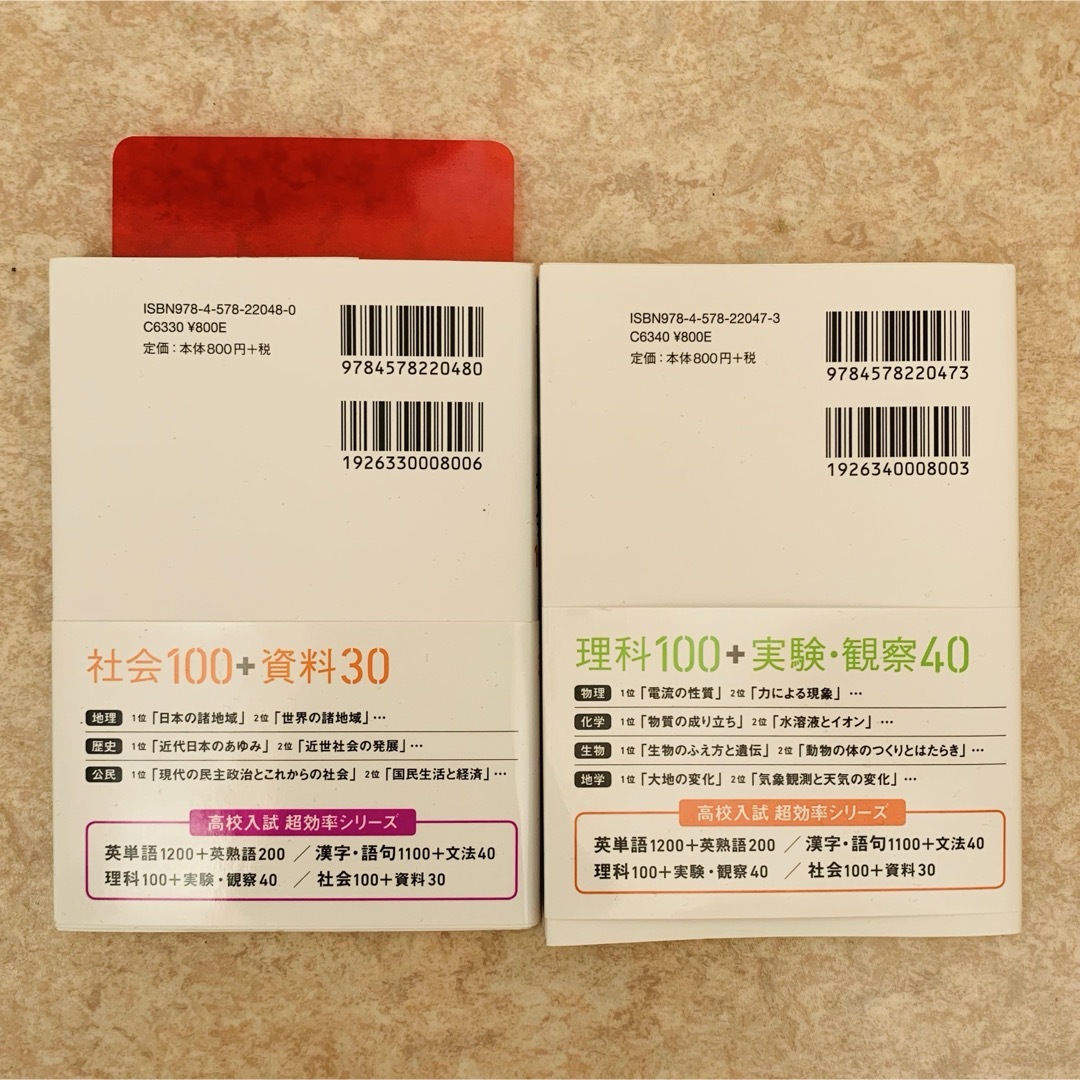 ISBN978-4-578-22048-0
C6330 ¥800E
定価：本体800円＋税
9784578220480
1926330008006
社会100+資料30
地理 1位「日本の諸地域」 2位「世界の諸地域」…
歴史 1位「近代日本のあゆみ」 2位「近世社会の発展」…
公民 1位「現代の民主政治とこれからの社会」 2位「国民生活と経済」…
高校入試 超効率シリーズ
英単語1200+英熟語200 ／漢字・語句1100+文法40
理科100+実験・観察40 ／社会100+資料30
ISBN978-4-578-22047-3
C6340 ¥800E
定価：本体800円＋税
9784578220473
1926340008003
理科100+実験・観察40
物理 1位「電流の性質」 2位「力による現象」…
化学 1位「物質の成り立ち」 2位「水溶液とイオン」…
生物 1位「生物のふえ方と遺伝」 2位「動物の体のつくりとはたらき」…
地学 1位「大地の変化」 2位「気象観測と天気の変化」…
高校入試 超効率シリーズ
英単語1200+英熟語200 ／漢字・語句1100+文法40
理科100+実験・観察40 ／社会100+資料30